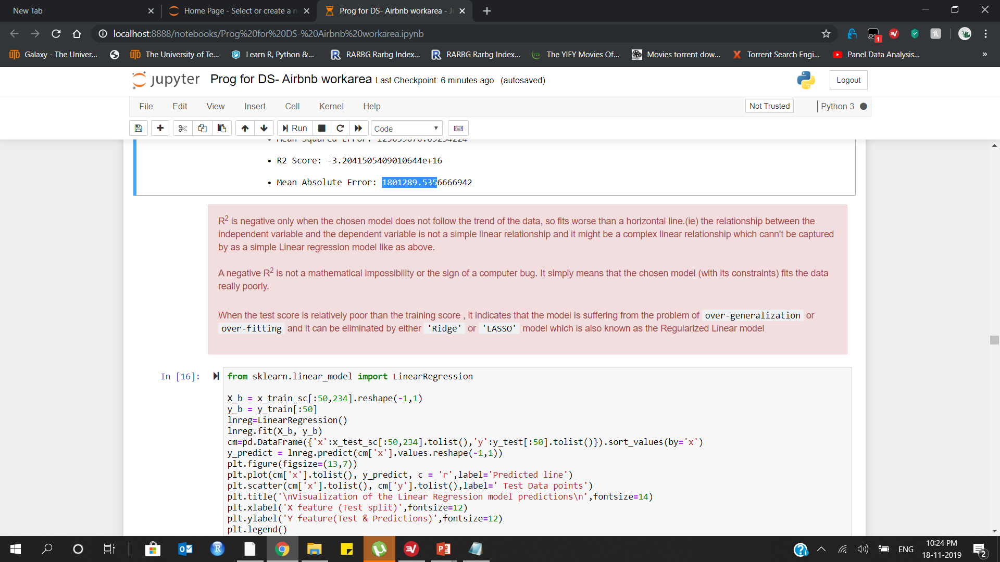 New Tab
Home Page - Select or create a n
Prog for DS- Airbnb workarea - J
localhost:8888/notebooks/Prog%20for%20DS-%20Airbnb%20workarea.ipynb
1
Galaxy - The Univer...
The University of Te...
Learn R, Python &...
RARBG Rarbg Index...
RARBG Rarbg Index...
The YIFY Movies Of...
Movies torrent dow...
Torrent Search Engi...
Panel Data Analysis...
»
jupyter Prog for DS- Airbnb workarea Last Checkpoint: 6 minutes ago (autosaved)
Logout
File Edit View Insert Cell Kernel Help
Not Trusted
Python 3
Run
Code
• Mean Squared Error: 
• R2 Score: -3.2041505409010644e+16
• Mean Absolute Error: 1801289.5356666942
R2 is negative only when the chosen model does not follow the trend of the data, so fits worse than a horizontal line.(ie) the relationship between the
independent variable and the dependent variable is not a simple linear relationship and it might be a complex linear relationship which cann't be captured
by as a simple Linear regression model like as above.
A negative R2 is not a mathematical impossibility or the sign of a computer bug. It simply means that the chosen model (with its constraints) fits the data
really poorly.
When the test score is relatively poor than the training score , it indicates that the model is suffering from the problem of over-generalization or
over-fitting and it can be eliminated by either 'Ridge' or 'LASSO' model which is also known as the Regularized Linear model
In [16]:
from sklearn.linear_model import LinearRegression
X_b = x_train_sc[:50,234].reshape(-1,1)
y_b = y_train[:50]
lnreg=LinearRegression()
lnreg.fit(X_b, y_b)
cm=pd.DataFrame({'x':x_test_sc[:50,234].tolist(),'y':y_test[:50].tolist()}).sort_values(by='x')
y_predict = lnreg.predict(cm['x'].values.reshape(-1,1))
plt.figure(figsize=(13,7))
plt.plot(cm['x'].tolist(), y_predict, c = 'r',label='Predicted line')
plt.scatter(cm['x'].tolist(), cm['y'].tolist(),label=' Test Data points')
plt.title('\nVisualization of the Linear Regression model predictions\n',fontsize=14)
plt.xlabel('X feature (Test split)',fontsize=12)
plt.ylabel('Y feature(Test & Predictions)',fontsize=12)
plt.legend()
ENG
10:24 PM
18-11-2019
2